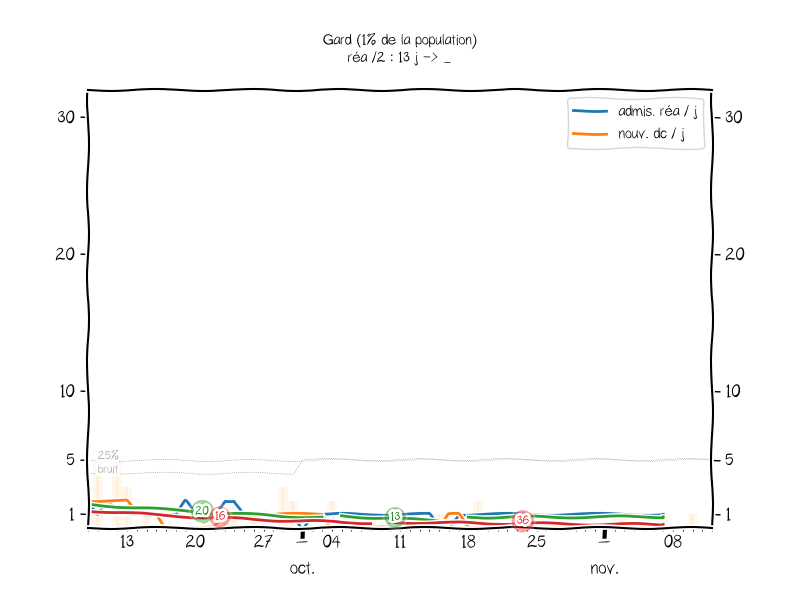 Gard (1% de la population)
réa /2 : 13 j -> _
30 30
admis. réa / j
nouv. dc / j
20 20
10 10
5 25% 5
bruit
1 20 16 13 36 1
13 20 27 04 11 18 25 08
oct. nov.